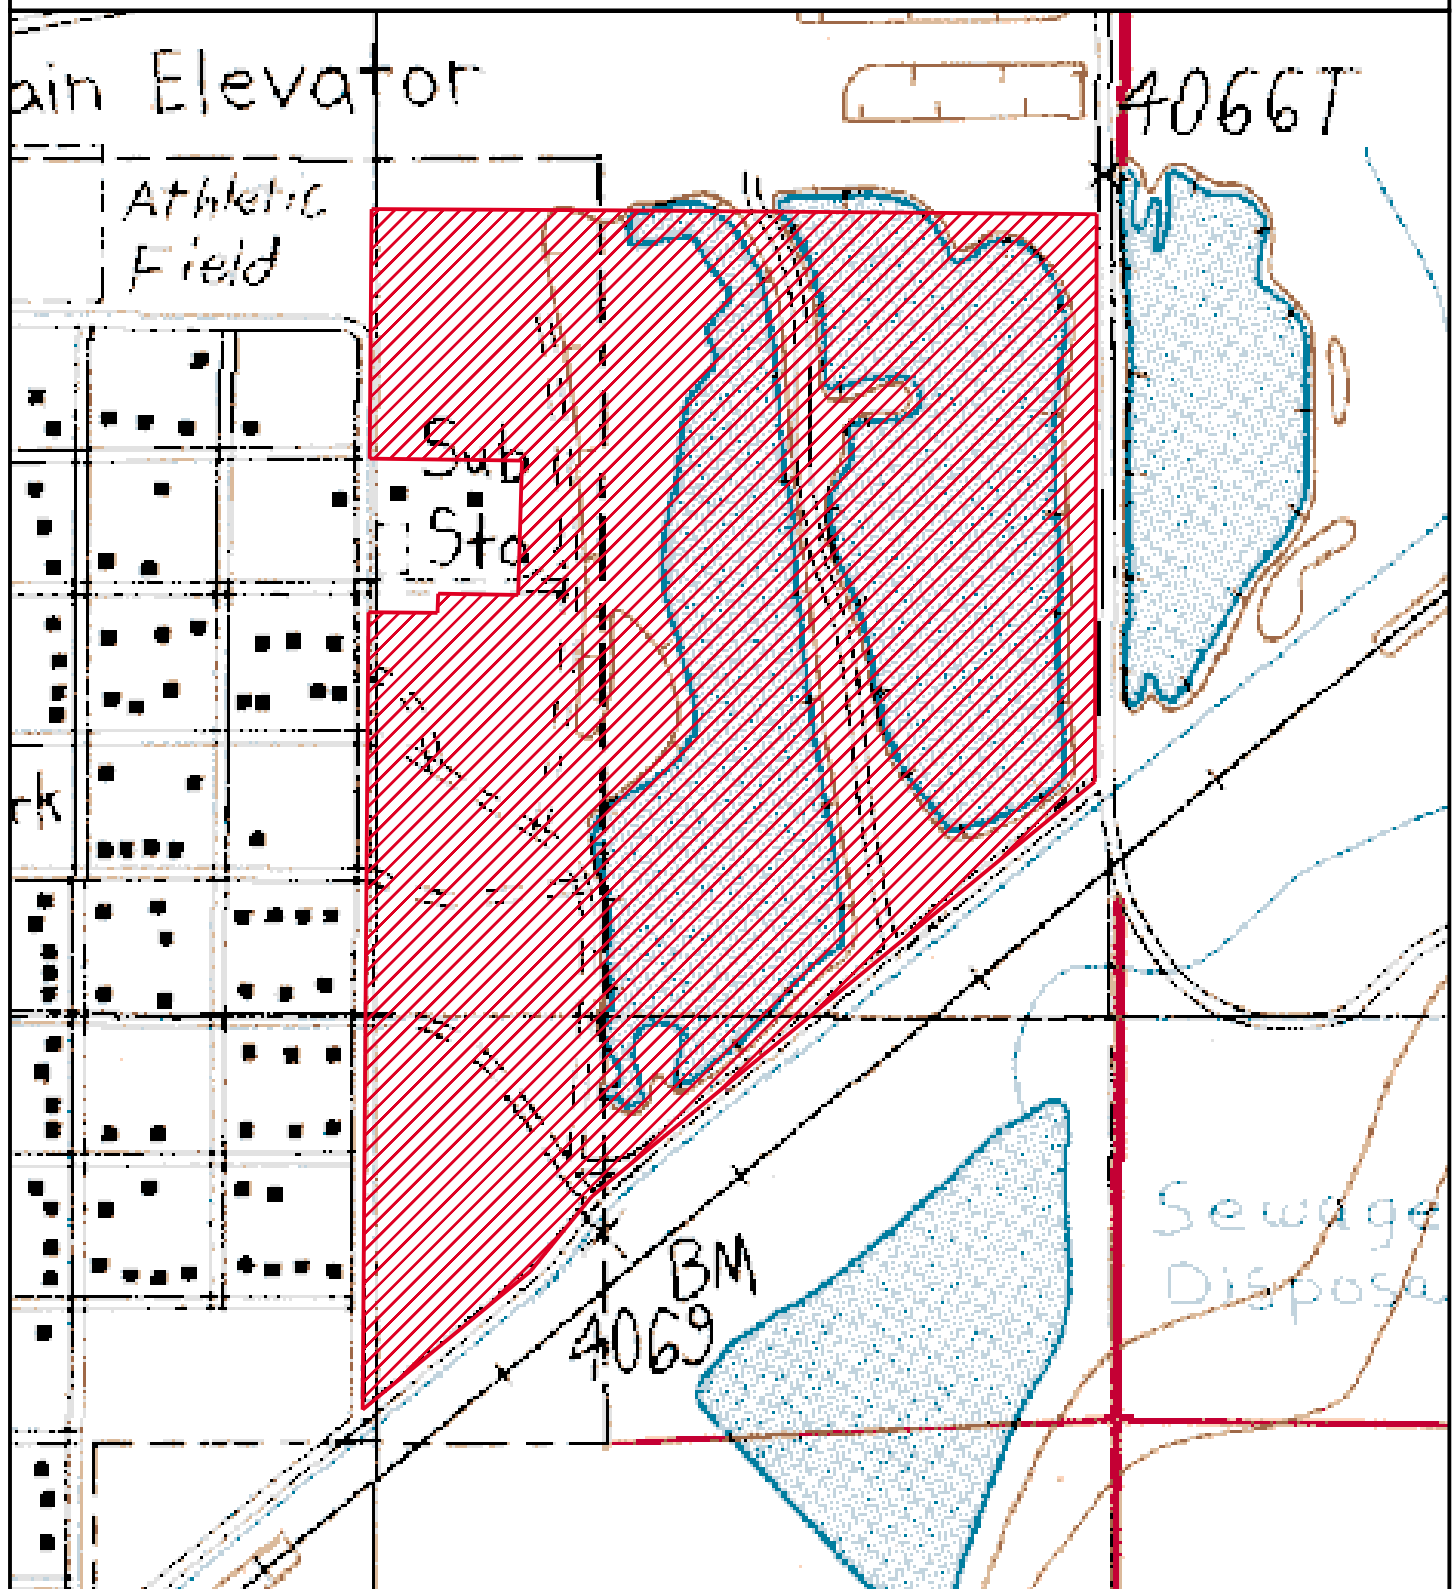 ain Elevator
4066T
Athletic
Field
Sub
Sta
rk
BM
4069
Sewage
Disposa